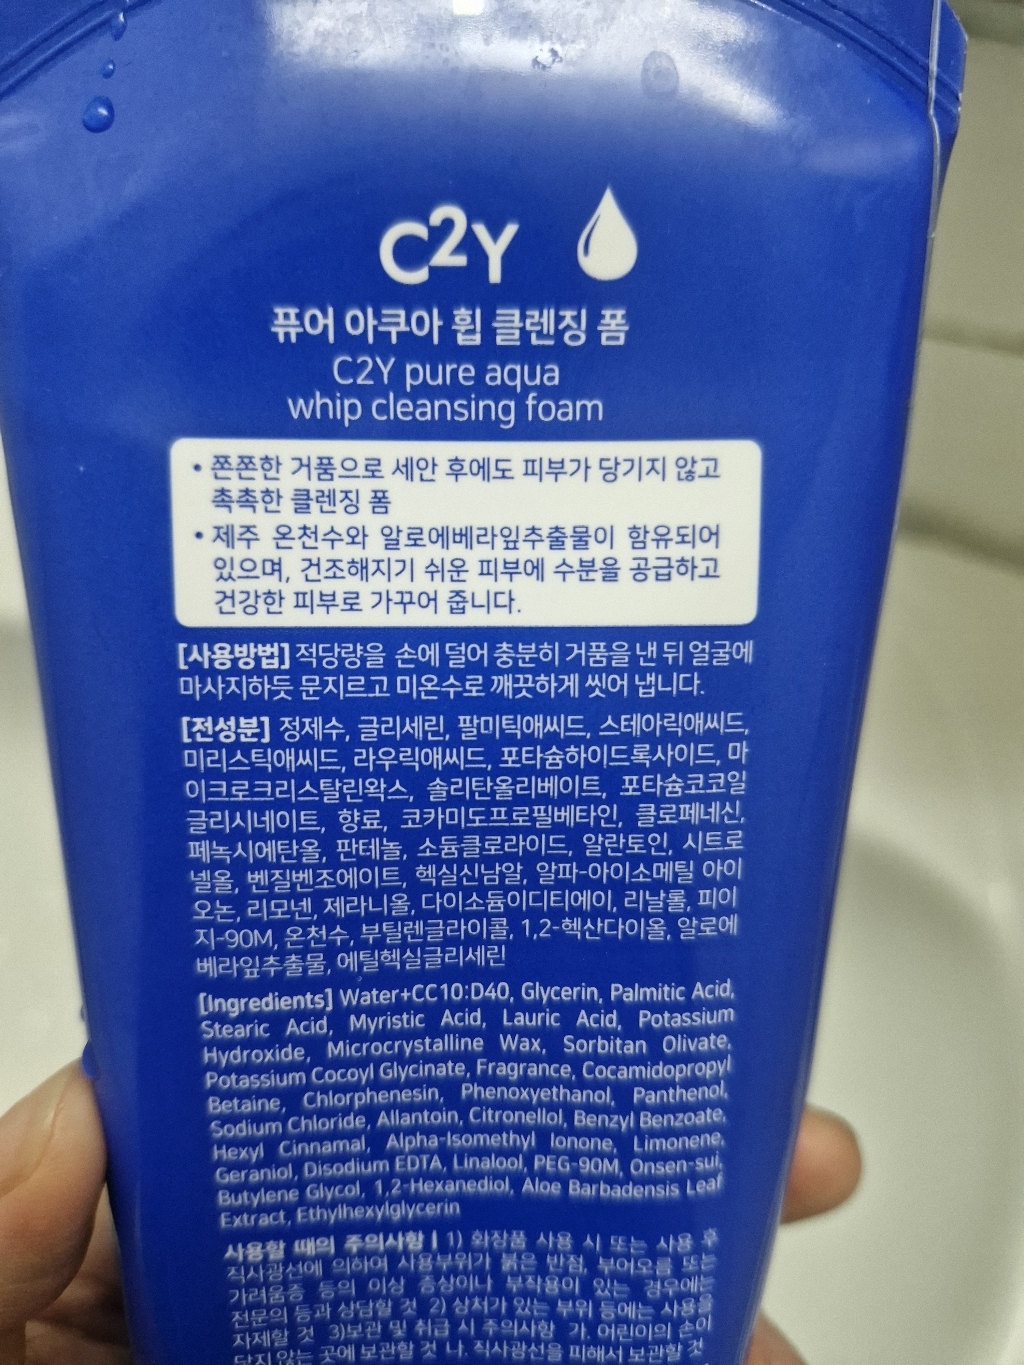 C2Y
퓨어 아쿠아 휩 클렌징 폼
C2Y pure aqua
whip cleansing foam
• 쫀쫀한 거품으로 세안 후에도 피부가 당기지 않고
촉촉한 클렌징 폼
• 제주 온천수와 알로에베라잎추출물이 함유되어
있으며, 건조해지기 쉬운 피부에 수분을 공급하고
건강한 피부로 가꾸어 줍니다.
[사용방법] 적당량을 손에 덜어 충분히 거품을 낸 뒤 얼굴에
마사지하듯 문지르고 미온수로 깨끗하게 씻어 냅니다.
[전성분] 정제수, 글리세린, 팔미틱애씨드, 스테아릭애씨드,
미리스틱애씨드, 라우릭애씨드, 포타슘하이드록사이드, 마
이크로크리스탈린왁스, 솔리탄올리베이트, 포타슘코코일
글리시네이트, 향료, 코카미도프로필베타인, 클로페네신,
페녹시에탄올, 판테놀, 소듐클로라이드, 알란토인, 시트로
넬올, 벤질벤조에이트, 헥실신남알, 알파-아이소메틸 아이
오논, 리모넨, 제라니올, 다이소듐이디티에이, 리날롤, 피이
지-90M, 온천수, 부틸렌글라이콜, 1,2-헥산다이올, 알로에
베라잎추출물, 에틸헥실글리세린
[Ingredients] Water+CC10:D40, Glycerin, Palmitic Acid,
Stearic Acid, Myristic Acid, Lauric Acid, Potassium
Hydroxide, Microcrystalline Wax, Sorbitan Olivate,
Potassium Cocoyl Glycinate, Fragrance, Cocamidopropyl
Betaine, Chlorphenesin, Phenoxyethanol, Panthenol,
Sodium Chloride, Allantoin, Citronellol, Benzyl Benzoate,
Hexyl Cinnamal, Alpha-Isomethyl Ionone, Limonene,
Geraniol, Disodium EDTA, Linalool, PEG-90M, Onsen-sui,
Butylene Glycol, 1,2-Hexanediol, Aloe Barbadensis Leaf
Extract, Ethylhexylglycerin
사용할 때의 주의사항 | 1) 화장품 사용 시 또는 사용 후
직사광선에 의하여 사용부위가 붉은 반점, 부어오름 또는
가려움증 등의 이상 증상이나 부작용이 있는 경우에는
전문의 등과 상담할 것 2) 상처가 있는 부위 등에는 사용을
자제할 것 3)보관 및 취급 시 주의사항 가. 어린이의 손이
닿지 않는 곳에 보관할 것 나. 직사광선을 피해서 보관할 것